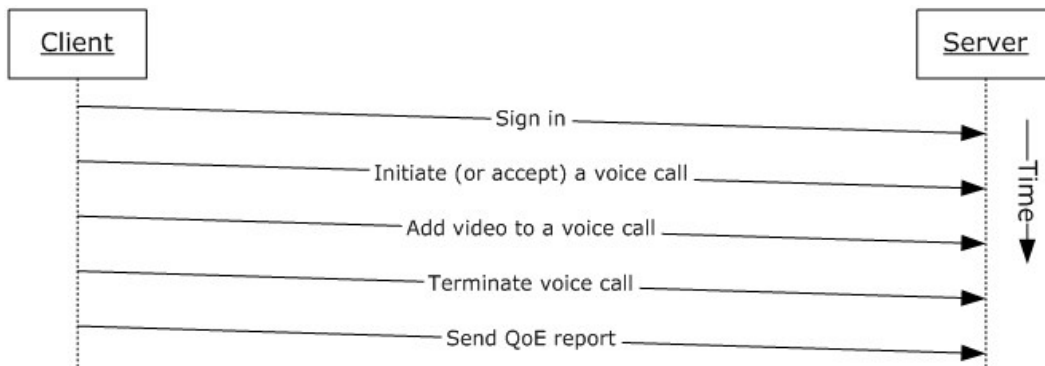 Client
Server
Sign in
Initiate (or accept) a voice call
Time
Add video to a voice call
Terminate voice call
Send QoE report